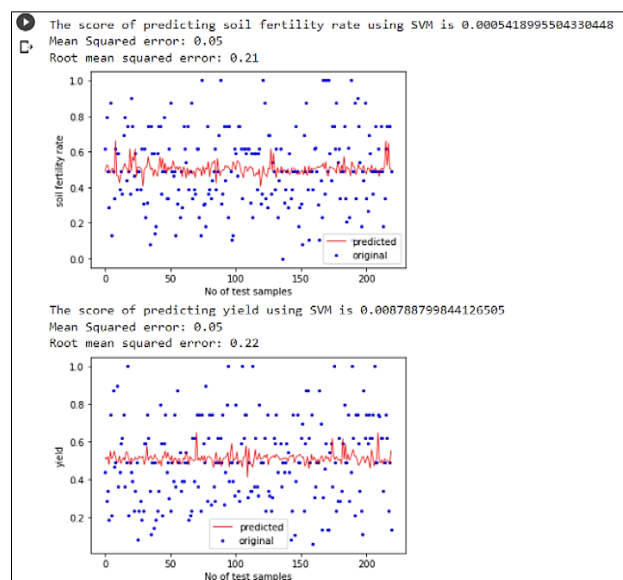 The score of predicting soil fertility rate using SVM is 0.0005418995504330448
Mean Squared error: 0.05
Root mean squared error: 0.21
1.0
0.8
0.6
0.4
0.2
0.0
soil fertility rate
predicted
original
0 50 100 150 200
No of test samples
The score of predicting yield using SVM is 0.008788799844126505
Mean Squared error: 0.05
Root mean squared error: 0.22
1.0
0.8
0.6
0.4
0.2
yield
predicted
original
0 50 100 150 200
No of test samples